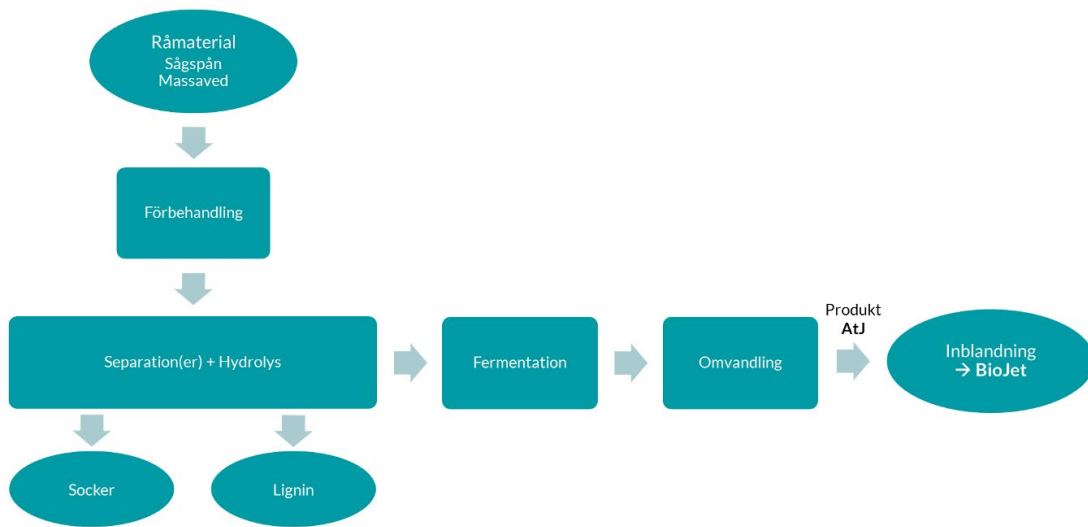 Råmaterial
Sågspån
Massaved
Förbehandling
Separation(er) + Hydrolys
Fermentation
Omvandling
Produkt
AtJ
Inblandning
→ BioJet
Socker
Lignin